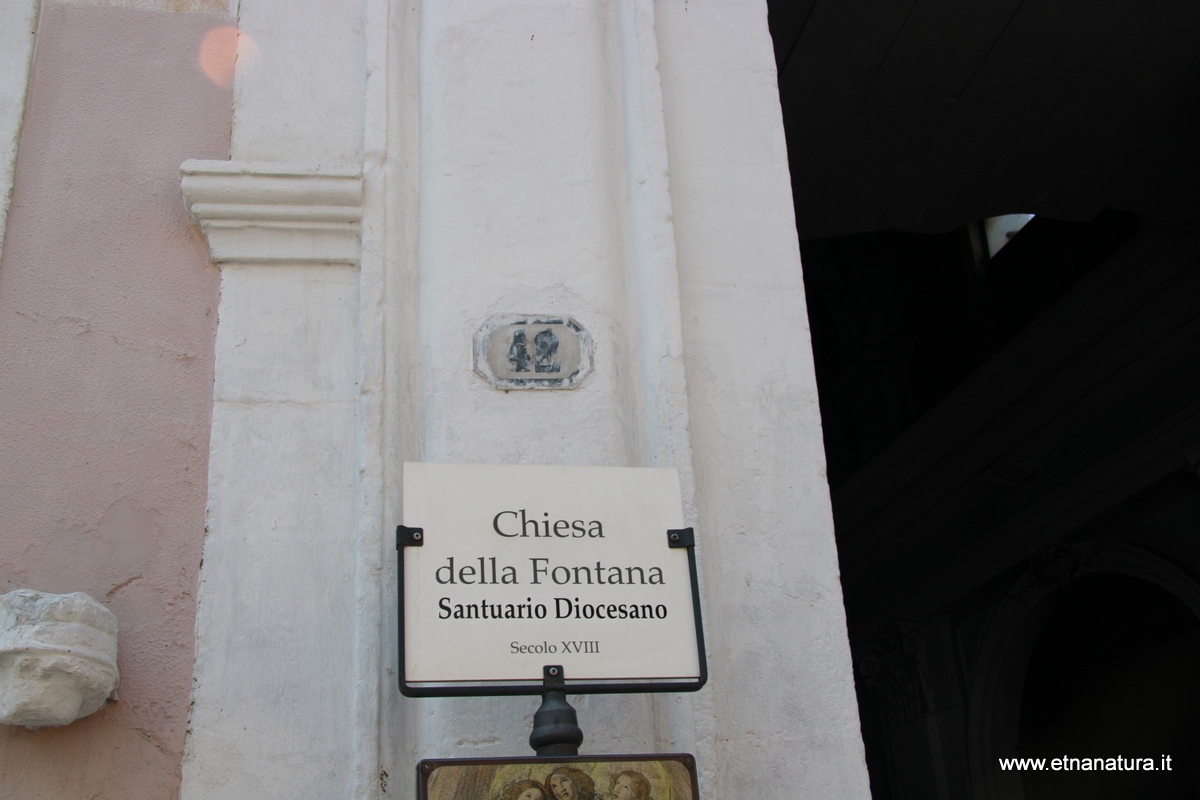 42
Chiesa
della Fontana
Santuario Diocesano
Secolo XVIII
www.etnanatura.it